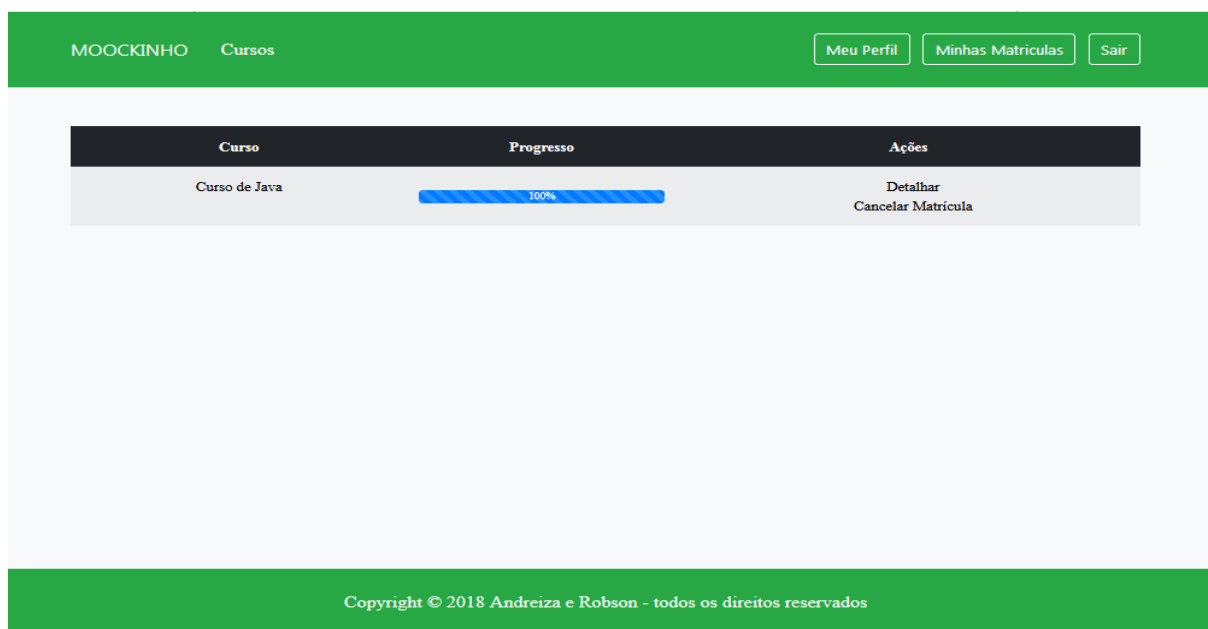 MOOCKINHO Cursos Meu Perfil Minhas Matriculas Sair
Curso Progresso Ações
Curso de Java 100% Detalhar
Cancelar Matrícula
Copyright © 2018 Andreiza e Robson - todos os direitos reservados